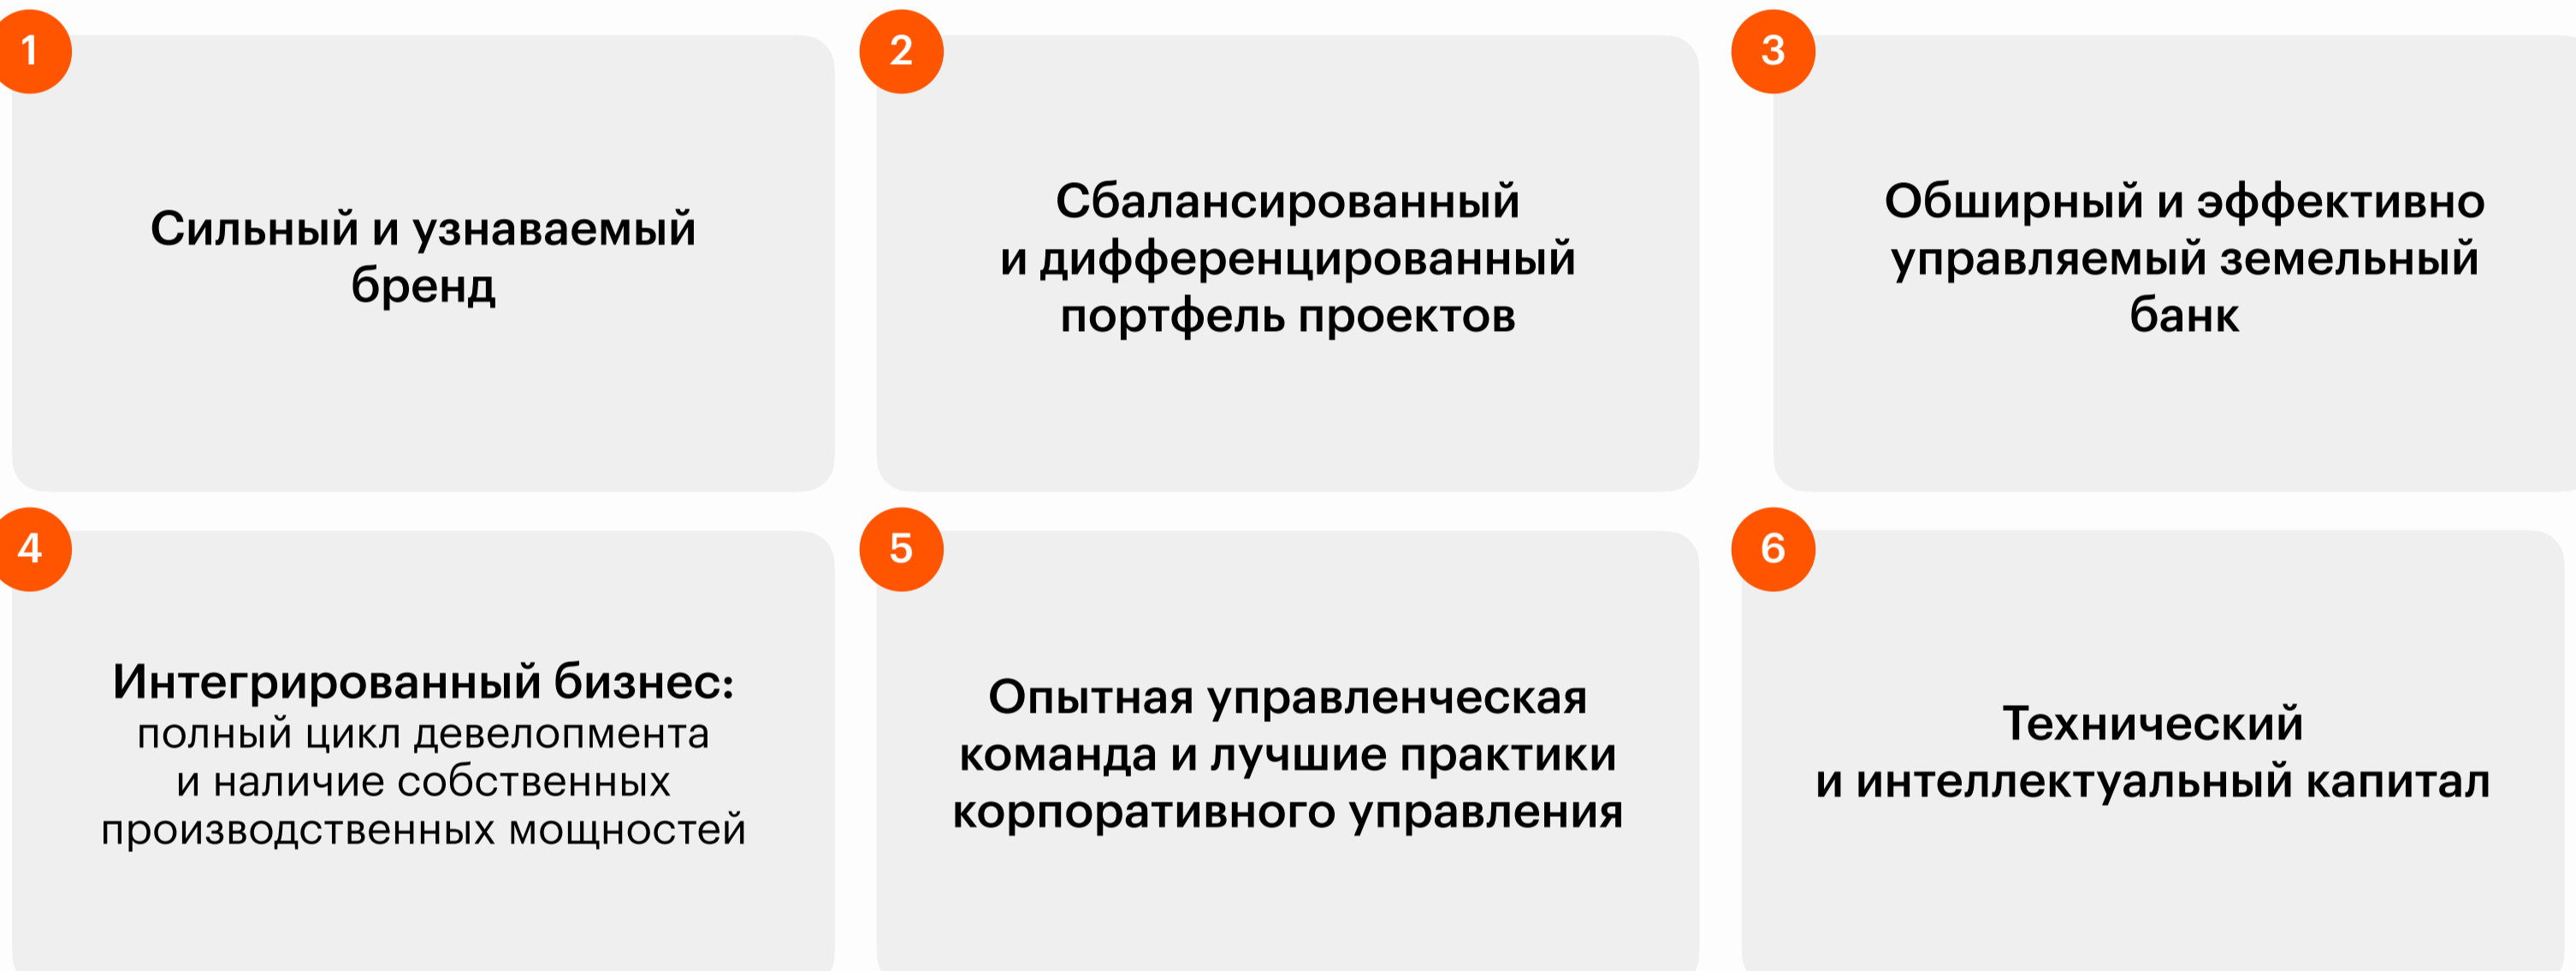 1
Сильный и узнаваемый
бренд
2
Сбалансированный
и дифференцированный
портфель проектов
3
Обширный и эффективно
управляемый земельный
банк
4
Интегрированный бизнес:
полный цикл девелопмента
и наличие собственных
производственных мощностей
5
Опытная управленческая
команда и лучшие практики
корпоративного управления
6
Технический
и интеллектуальный капитал